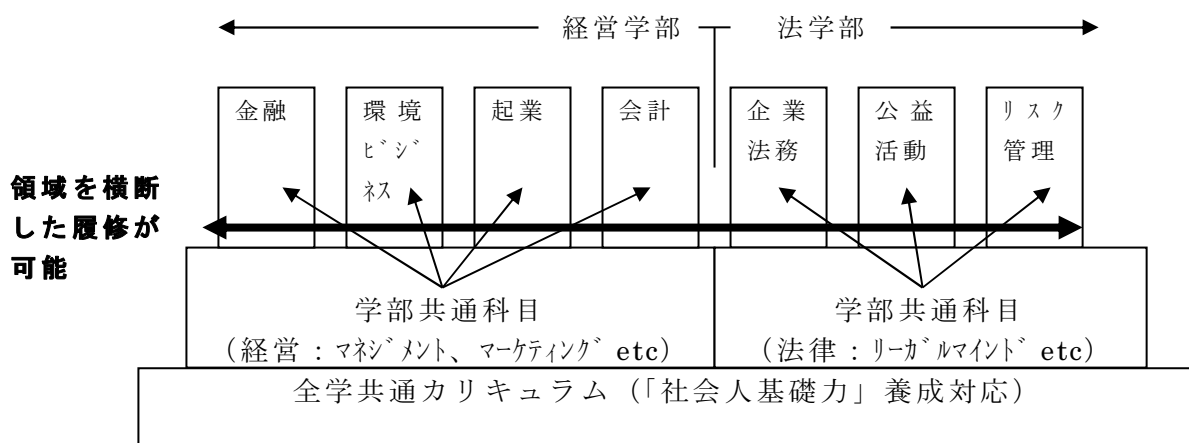 経営学部
法学部
金融
環境
ﾋﾞｼﾞ
ﾈｽ
起業
会計
企業
法務
公益
活動
ﾘｽｸ
管理
領域を横断
した履修が
可能
学部共通科目
（経営：ﾏﾈｼﾞﾒﾝﾄ、ﾏｰｹﾃｨﾝｸﾞ etc）
学部共通科目
（法律：ﾘｰｶﾞﾙﾏｲﾝﾄﾞ etc）
全学共通カリキュラム（「社会人基礎力」養成対応）